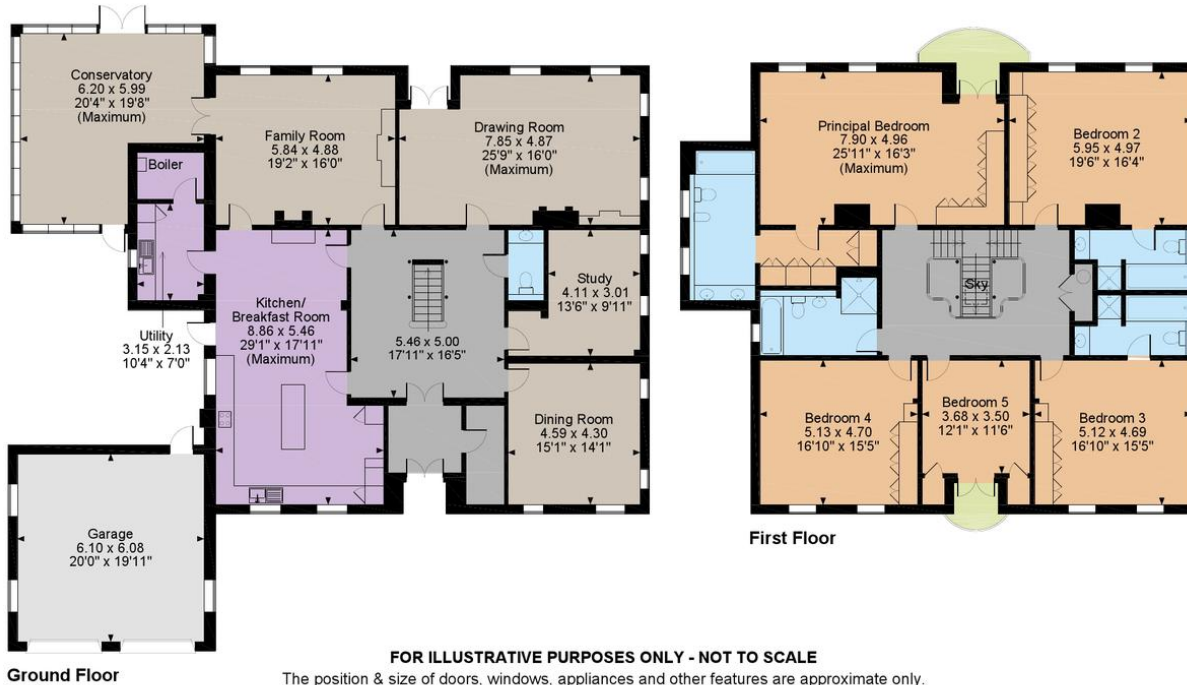 Conservatory
6.20 x 5.99
20'4" x 19'8"
(Maximum)
Family Room
5.84 x 4.88
19'2" x 16'0"
Drawing Room
7.85 x 4.87
25'9" x 16'0"
(Maximum)
Boiler
Utility
3.15 x 2.13
10'4" x 7'0"
Kitchen/
Breakfast Room
8.86 x 5.46
29'1" x 17'11"
(Maximum)
5.46 x 5.00
17'11" x 16'5"
Study
4.11 x 3.01
13'6" x 9'11"
Dining Room
4.59 x 4.30
15'1" x 14'1"
Garage
6.10 x 6.08
20'0" x 19'11"
Ground Floor
Principal Bedroom
7.90 x 4.96
25'11" x 16'3"
(Maximum)
Bedroom 2
5.95 x 4.97
19'6" x 16'4"
Sky
Bedroom 4
5.13 x 4.70
16'10" x 15'5"
Bedroom 5
3.68 x 3.50
12'1" x 11'6"
Bedroom 3
5.12 x 4.69
16'10" x 15'5"
First Floor
FOR ILLUSTRATIVE PURPOSES ONLY - NOT TO SCALE
The position & size of doors, windows, appliances and other features are approximate only.